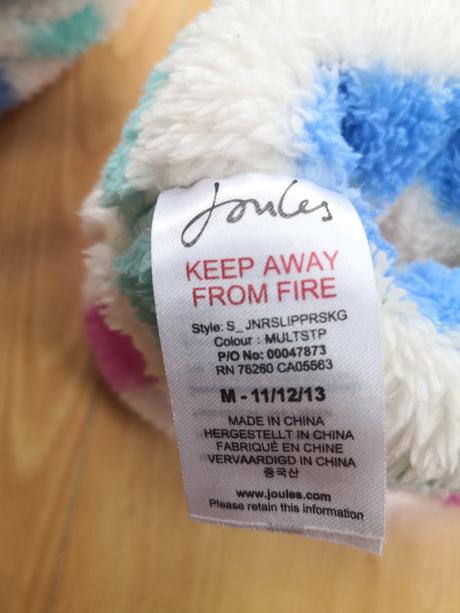 Joules
KEEP AWAY
FROM FIRE
Style: S_JNRSLIPPRSKG
Colour : MULTSTP
P/O No: 00047873
RN 76260 CA05563
M - 11/12/13
MADE IN CHINA
HERGESTELLT IN CHINA
FABRIQUÉ EN CHINE
VERVAARDIGD IN CHINA
중국산
www.joules.com
Please retain this information